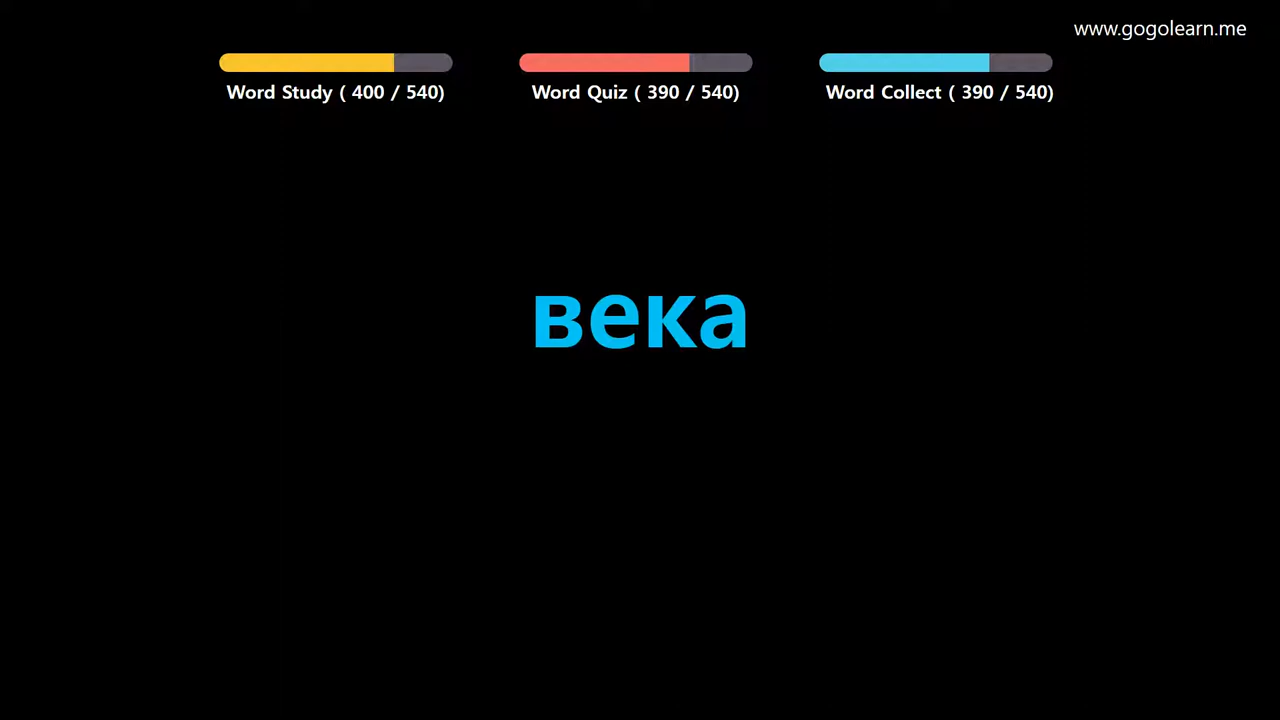 www.gogolearn.me
Word Study ( 400 / 540)
Word Quiz ( 390 / 540)
Word Collect ( 390 / 540)
века